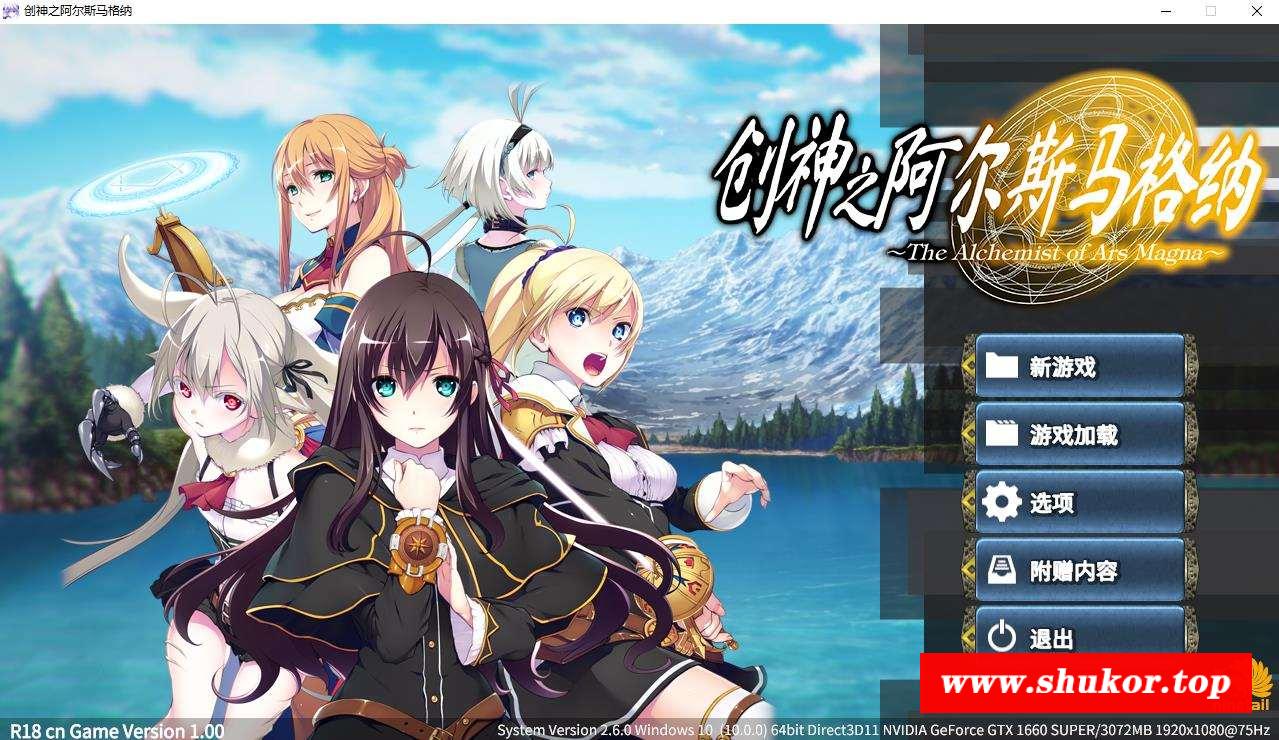 创神之阿尔斯马格纳
创神之阿尔斯马格纳
~The Alchemist of Ars Magna~
新游戏
游戏加载
选项
附赠内容
退出
www.shukor.top
ail
R18 cn Game Version 1.00
System Version 2.6.0 Windows 10 (10.0.0) 64bit Direct3D11 NVIDIA GeForce GTX 1660 SUPER/3072MB 1920x1080@75Hz